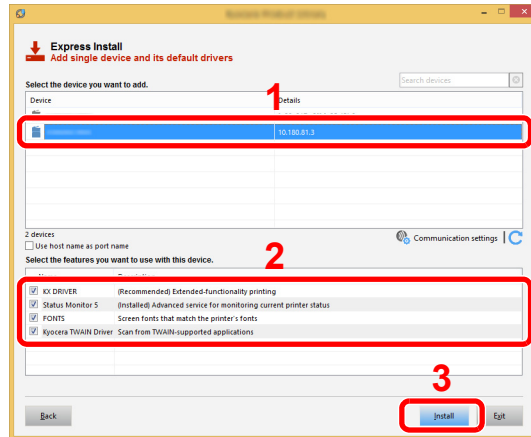 Express Install
Add single device and its default drivers
Select the device you want to add.
Search devices
1
Device Details
10.180.81.3
2 devices
Communication settings
Use host name as port name
2
Select the features you want to use with this device.
KX DRIVER (Recommended) Extended-functionality printing
Status Monitor 5 (Installed) Advanced service for monitoring current printer status
FONTS Screen fonts that match the printer's fonts
Kyocera TWAIN Driver Scan from TWAIN-supported applications
3
Back Install Exit